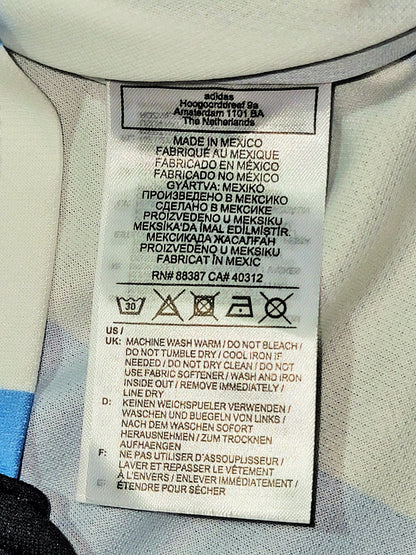 adidas
Hoogoorddreef 9a
Amsterdam 1101 BA
The Netherlands
MADE IN MEXICO
FABRIQUÉ AU MEXIQUE
FABRICADO EN MÉXICO
FABRICADO NO MÉXICO
GYÁRTVA: MEXIKÓ
ПРОИЗВЕДЕНО В МЕКСИКО
СДЕЛАНО В МЕКСИКЕ
PROIZVEDENO U MEKSIKU
MEKSİKA'DA İMAL EDİLMİŞTİR.
МЕКСИКАДА ЖАСАЛҒАН
PROIZVEDENO U MEKSIKU
FABRICAT ÎN MEXIC
RN# 88387 CA# 40312
30
US /
UK: MACHINE WASH WARM / DO NOT BLEACH /
DO NOT TUMBLE DRY / COOL IRON IF
NEEDED / DO NOT DRY CLEAN / DO NOT
USE FABRIC SOFTENER / WASH AND IRON
INSIDE OUT / REMOVE IMMEDIATELY /
LINE DRY
D: KEINEN WEICHSPUELER VERWENDEN /
WASCHEN UND BUEGELN VON LINKS /
NACH DEM WASCHEN SOFORT
HERAUSNEHMEN / ZUM TROCKNEN
AUFHAENGEN
F: NE PAS UTILISER D'ASSOUPLISSEUR /
LAVER ET REPASSER LE VÊTEMENT
À L'ENVERS / ENLEVER IMMÉDIATEMENT /
ÉTENDRE POUR SÉCHER